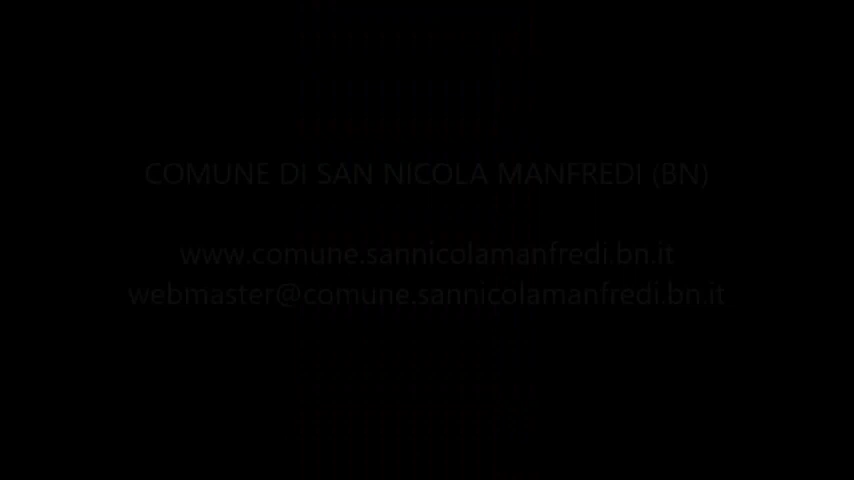 COMUNE DI SAN NICOLA MANFREDI (BN)
www.comune.sannicolamanfredi.bn.it
webmaster@comune.sannicolamanfredi.bn.it